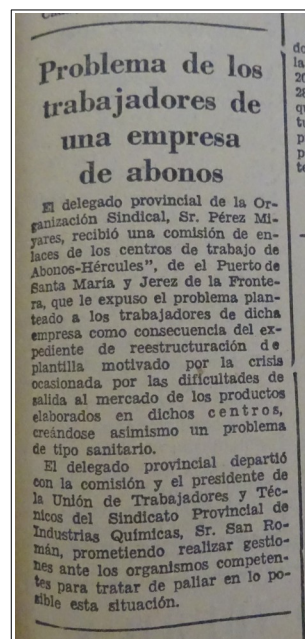 Problema de los
trabajadores de
una empresa
de abonos
El delegado provincial de la Or-
ganización Sindical, Sr. Pérez Mi-
yares, recibió una comisión de en-
laces de los centros de trabajo de
Abonos-Hércules", de el Puerto de
Santa María y Jerez de la Fronte-
ra, que le expuso el problema plan-
teado a los trabajadores de dicha
empresa como consecuencia del ex-
pediente de reestructuración de
plantilla motivado por la crisis
ocasionada por las dificultades de
salida al mercado de los productos
elaborados en dichos centros,
creándose asimismo un problema
de tipo sanitario.
El delegado provincial departió
con la comisión y el presidente de
la Unión de Trabajadores y Téc-
nicos del Sindicato Provincial de
Industrias Químicas, Sr. San Ro-
mán, prometiendo realizar gestio-
nes ante los organismos competen-
tes para tratar de paliar en lo po-
sible esta situación.